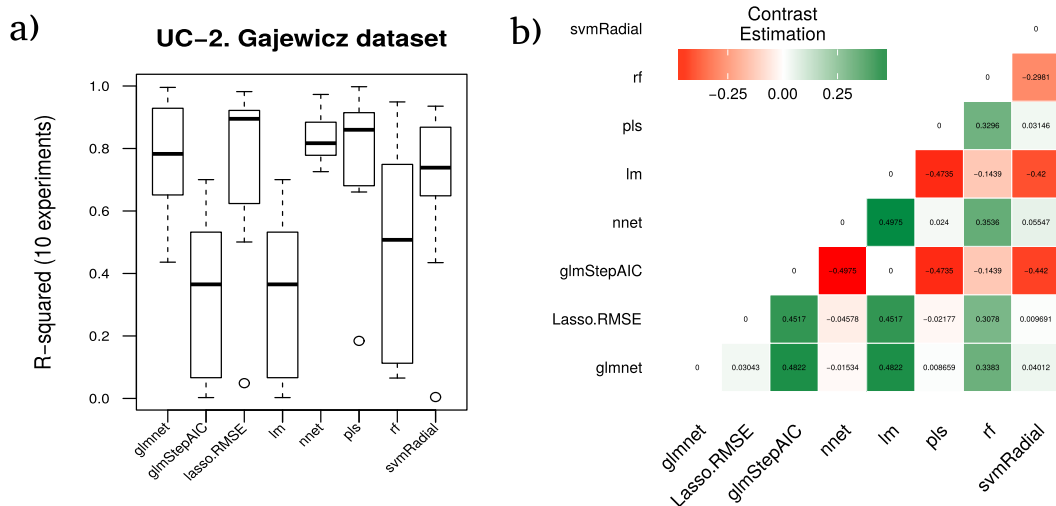 a)
UC−2. Gajewicz dataset
R−squared (10 experiments)
1.0
0.8
0.6
0.4
0.2
0.0
glmnet
glmStepAIC
lasso.RMSE
lm
nnet
pls
rf
svmRadial
b)
Contrast
Estimation
−0.25 0.00 0.25
svmRadial 0
rf 0 −0.2981
pls 0 0.3296 0.03146
lm 0 −0.4735 −0.1439 −0.42
nnet 0 0.4975 0.024 0.3536 0.05547
glmStepAIC 0 −0.4975 0 −0.4735 −0.1439 −0.442
Lasso.RMSE 0 0.4517 −0.04578 0.4517 −0.02177 0.3078 0.009691
glmnet 0 0.03043 0.4822 −0.01534 0.4822 0.008659 0.3383 0.04012
glmnet
Lasso.RMSE
glmStepAIC
nnet
lm
pls
rf
svmRadial